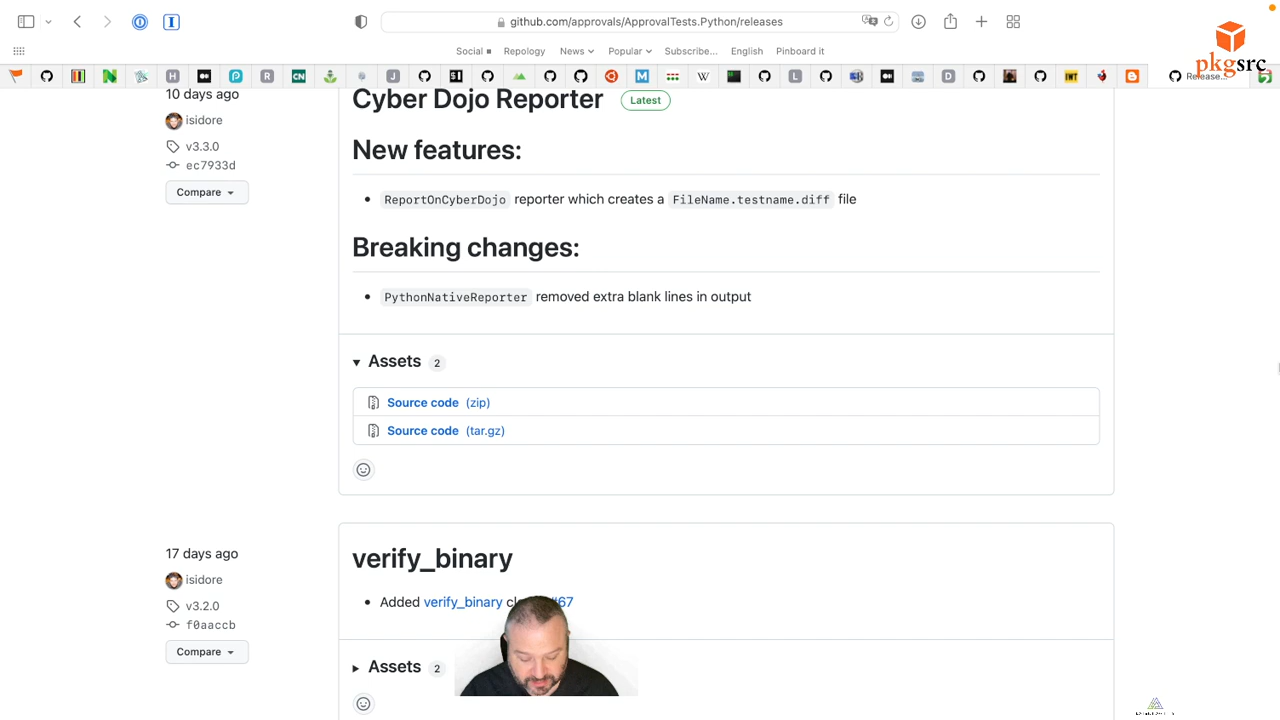 github.com/approvals/ApprovalTests.Python/releases
Social
Repology
News
Popular
Subscribe...
English
Pinboard it
pkgsrc
Releas...
10 days ago
isidore
v3.3.0
ec7933d
Compare
Cyber Dojo Reporter Latest
New features:
ReportOnCyberDojo reporter which creates a FileName.testname.diff file
Breaking changes:
PythonNativeReporter removed extra blank lines in output
Assets 2
Source code (zip)
Source code (tar.gz)
17 days ago
isidore
v3.2.0
f0aaccb
Compare
verify_binary
Added verify_binary #67
Assets 2